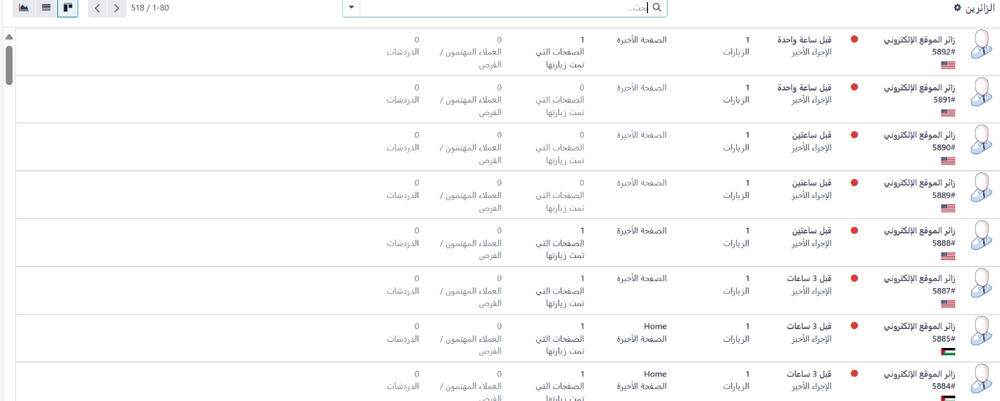 الزائرين
بحث...
1-80 / 518
زائر الموقع الإلكتروني
#5892
قبل ساعة واحدة
الإجراء الأخير
1
الزيارات
الصفحة الأخيرة
1
الصفحات التي
تمت زيارتها
0
العملاء المهتمون /
الفرص
0
الدردشات
زائر الموقع الإلكتروني
#5891
قبل ساعة واحدة
الإجراء الأخير
1
الزيارات
الصفحة الأخيرة
0
الصفحات التي
تمت زيارتها
0
العملاء المهتمون /
الفرص
0
الدردشات
زائر الموقع الإلكتروني
#5890
قبل ساعتين
الإجراء الأخير
1
الزيارات
الصفحة الأخيرة
0
الصفحات التي
تمت زيارتها
0
العملاء المهتمون /
الفرص
0
الدردشات
زائر الموقع الإلكتروني
#5889
قبل ساعتين
الإجراء الأخير
1
الزيارات
الصفحة الأخيرة
0
الصفحات التي
تمت زيارتها
0
العملاء المهتمون /
الفرص
0
الدردشات
زائر الموقع الإلكتروني
#5888
قبل ساعتين
الإجراء الأخير
1
الزيارات
الصفحة الأخيرة
1
الصفحات التي
تمت زيارتها
0
العملاء المهتمون /
الفرص
0
الدردشات
زائر الموقع الإلكتروني
#5887
قبل 3 ساعات
الإجراء الأخير
1
الزيارات
الصفحة الأخيرة
1
الصفحات التي
تمت زيارتها
0
العملاء المهتمون /
الفرص
0
الدردشات
زائر الموقع الإلكتروني
#5885
قبل 3 ساعات
الإجراء الأخير
1
الزيارات
Home
الصفحة الأخيرة
1
الصفحات التي
تمت زيارتها
0
العملاء المهتمون /
الفرص
0
الدردشات
زائر الموقع الإلكتروني
#5884
قبل 3 ساعات
الإجراء الأخير
1
الزيارات
Home
الصفحة الأخيرة
1
الصفحات التي
تمت زيارتها
0
العملاء المهتمون /
الفرص
0
الدردشات